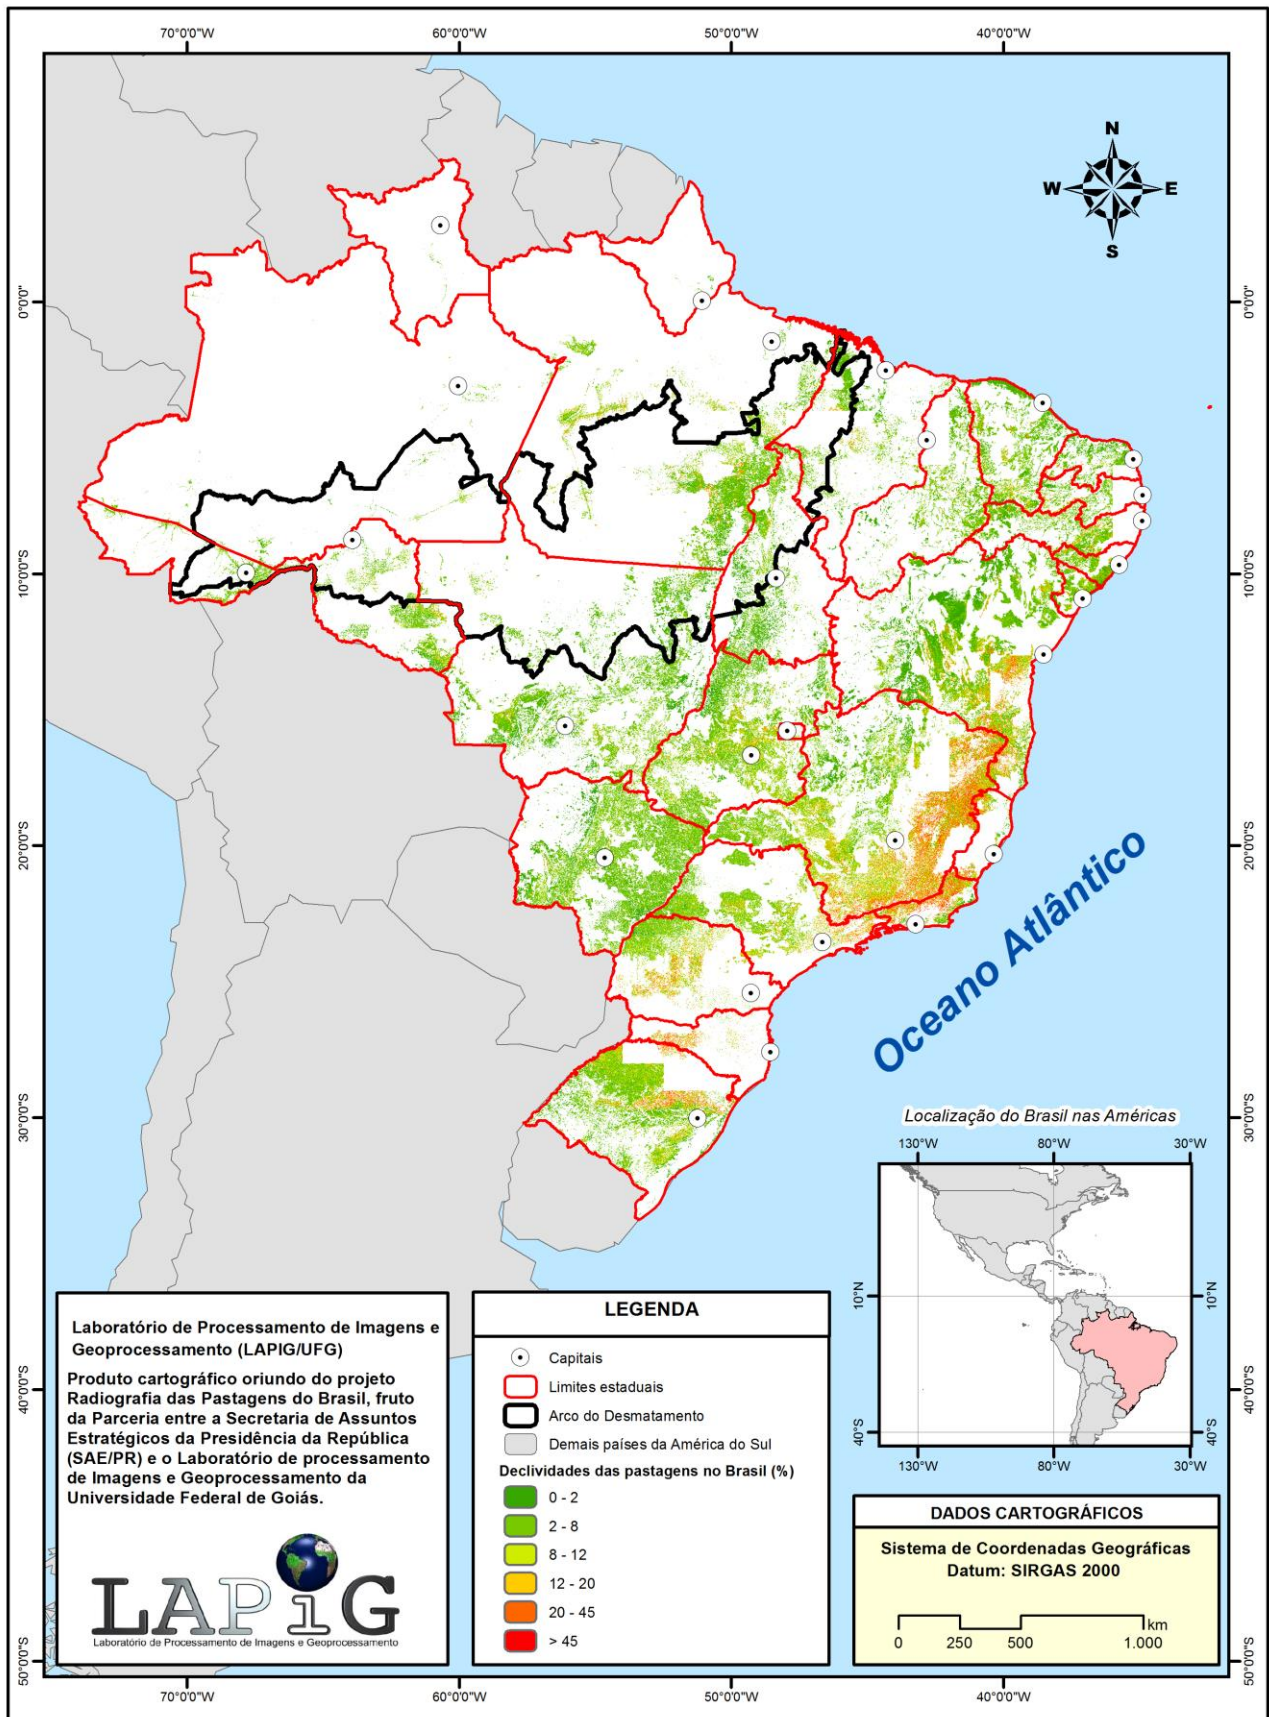 70°0'0"W 60°0'0"W 50°0'0"W 40°0'0"W
N
W E
S
0°0'0" 0°0'0"
10°0'0"S 10°0'0"S
20°0'0"S 20°0'0"S
Oceano Atlântico
30°0'0"S 30°0'0"S
Localização do Brasil nas Américas
130°W 80°W 30°W
10°N 10°N
40°S 40°S
130°W 80°W 30°W
40°0'0"S 40°0'0"S
Laboratório de Processamento de Imagens e
Geoprocessamento (LAPIG/UFG)
Produto cartográfico oriundo do projeto
Radiografia das Pastagens do Brasil, fruto
da Parceria entre a Secretaria de Assuntos
Estratégicos da Presidência da República
(SAE/PR) e o Laboratório de processamento
de Imagens e Geoprocessamento da
Universidade Federal de Goiás.
LAPiG
Laboratório de Processamento de Imagens e Geoprocessamento
LEGENDA
Capitais
Limites estaduais
Arco do Desmatamento
Demais países da América do Sul
Declividades das pastagens no Brasil (%)
0 - 2
2 - 8
8 - 12
12 - 20
20 - 45
> 45
DADOS CARTOGRÁFICOS
Sistema de Coordenadas Geográficas
Datum: SIRGAS 2000
km
0 250 500 1.000
50°0'0"S 50°0'0"S
70°0'0"W 60°0'0"W 50°0'0"W 40°0'0"W